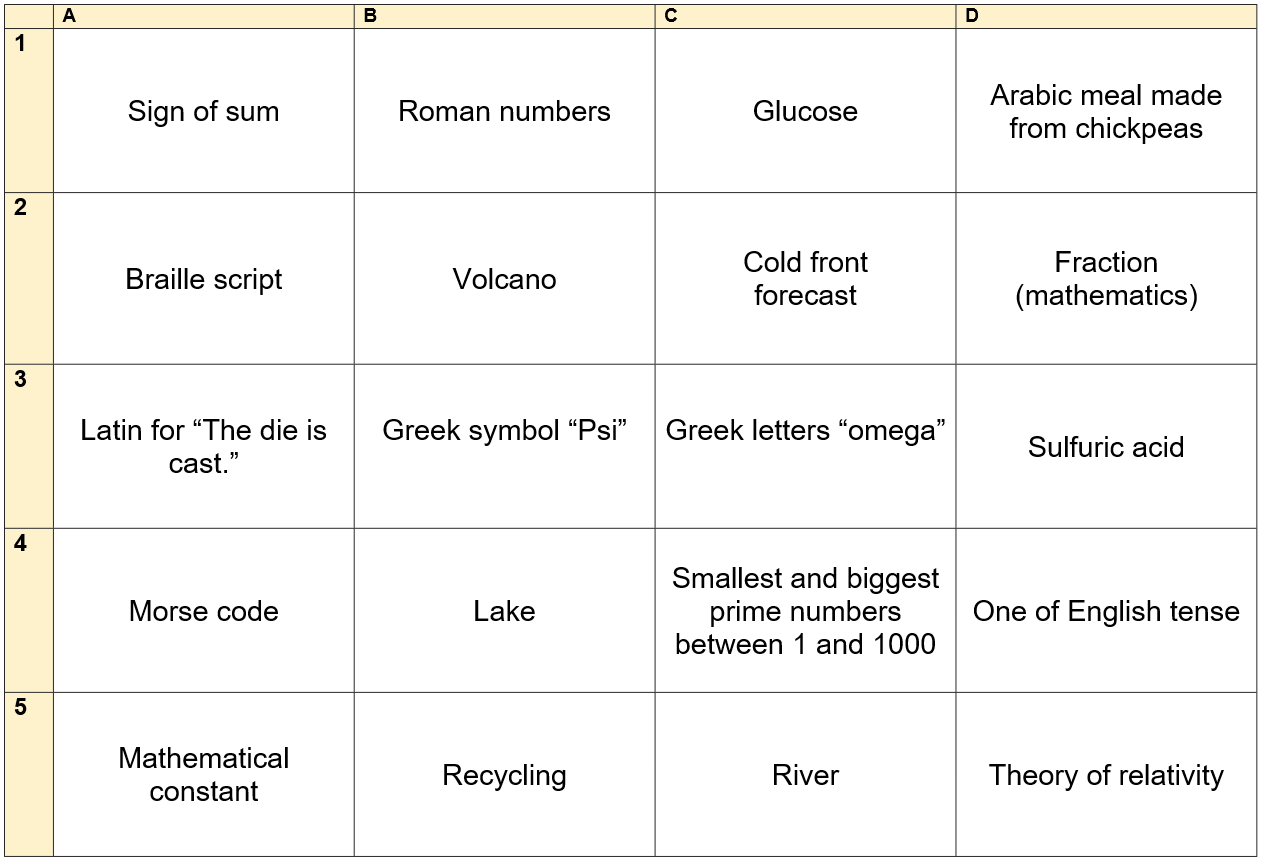 A B C D
1
Sign of sum
Roman numbers
Glucose
Arabic meal made
from chickpeas
2
Braille script
Volcano
Cold front
forecast
Fraction
(mathematics)
3
Latin for “The die is
cast.”
Greek symbol “Psi”
Greek letters “omega”
Sulfuric acid
4
Morse code
Lake
Smallest and biggest
prime numbers
between 1 and 1000
One of English tense
5
Mathematical
constant
Recycling
River
Theory of relativity